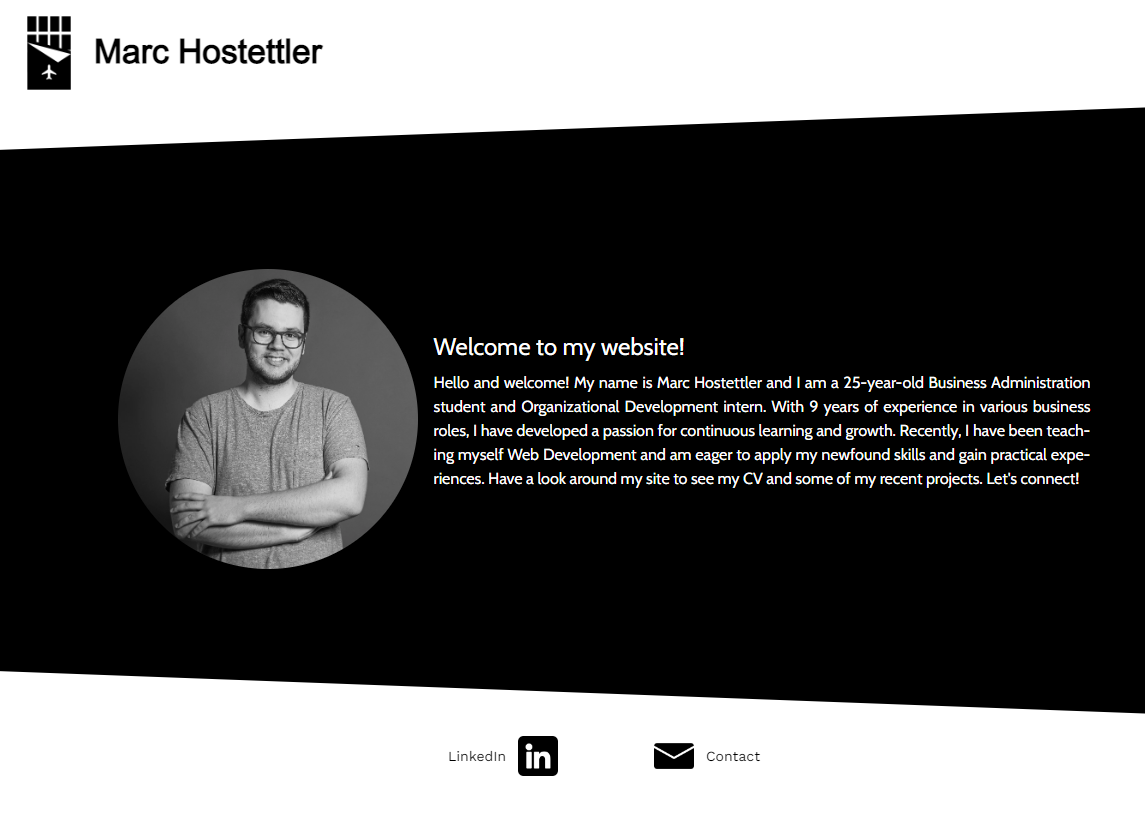 Marc Hostettler
Welcome to my website!
Hello and welcome! My name is Marc Hostettler and I am a 25-year-old Business Administration
student and Organizational Development intern. With 9 years of experience in various business
roles, I have developed a passion for continuous learning and growth. Recently, I have been teach-
ing myself Web Development and am eager to apply my newfound skills and gain practical expe-
riences. Have a look around my site to see my CV and some of my recent projects. Let's connect!
LinkedIn in Contact